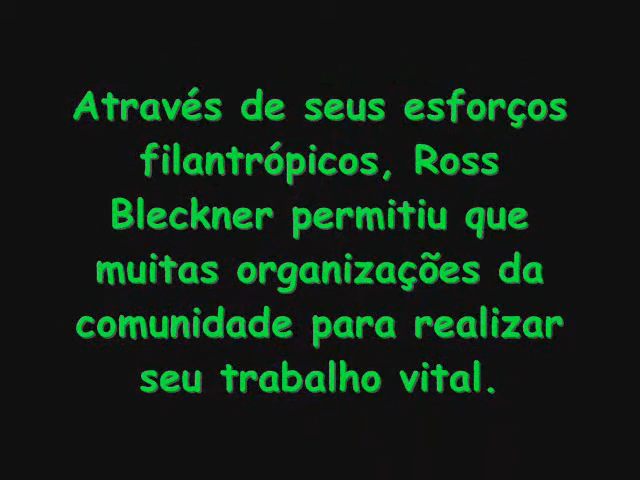 Através de seus esforços
filantrópicos, Ross
Bleckner permitiu que
muitas organizações da
comunidade para realizar
seu trabalho vital.